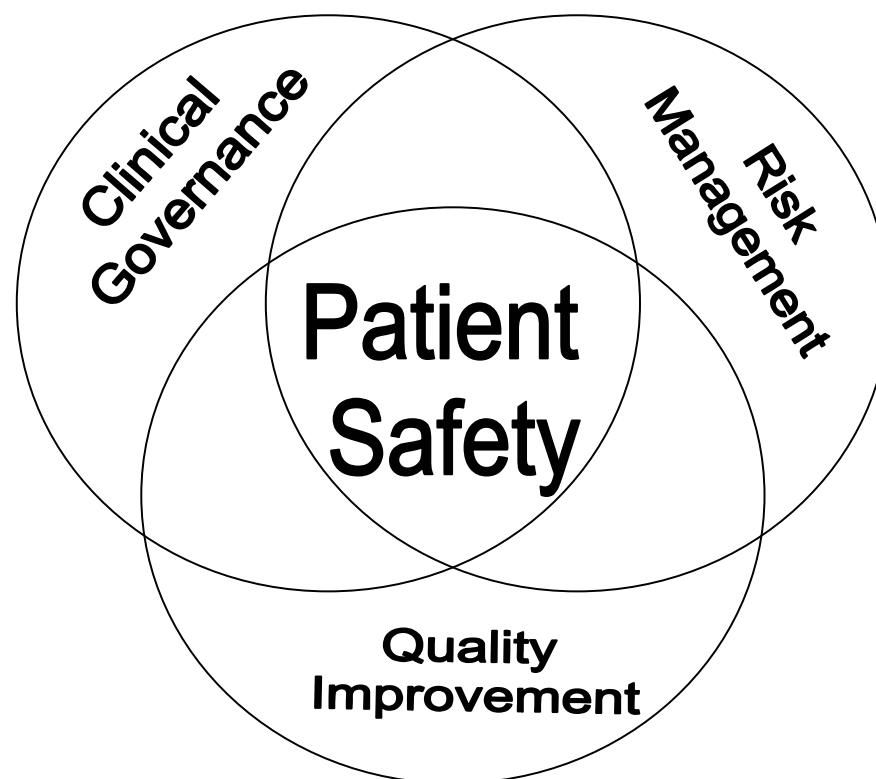 Clinical
Governance
Risk
Management
Patient
Safety
Quality
Improvement